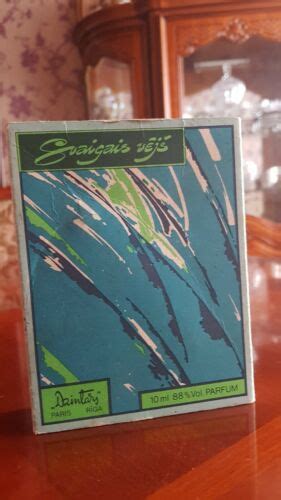 Svaigais vējš
Dzintars
PARIS RIGA
10 ml 88% Vol. PARFUM